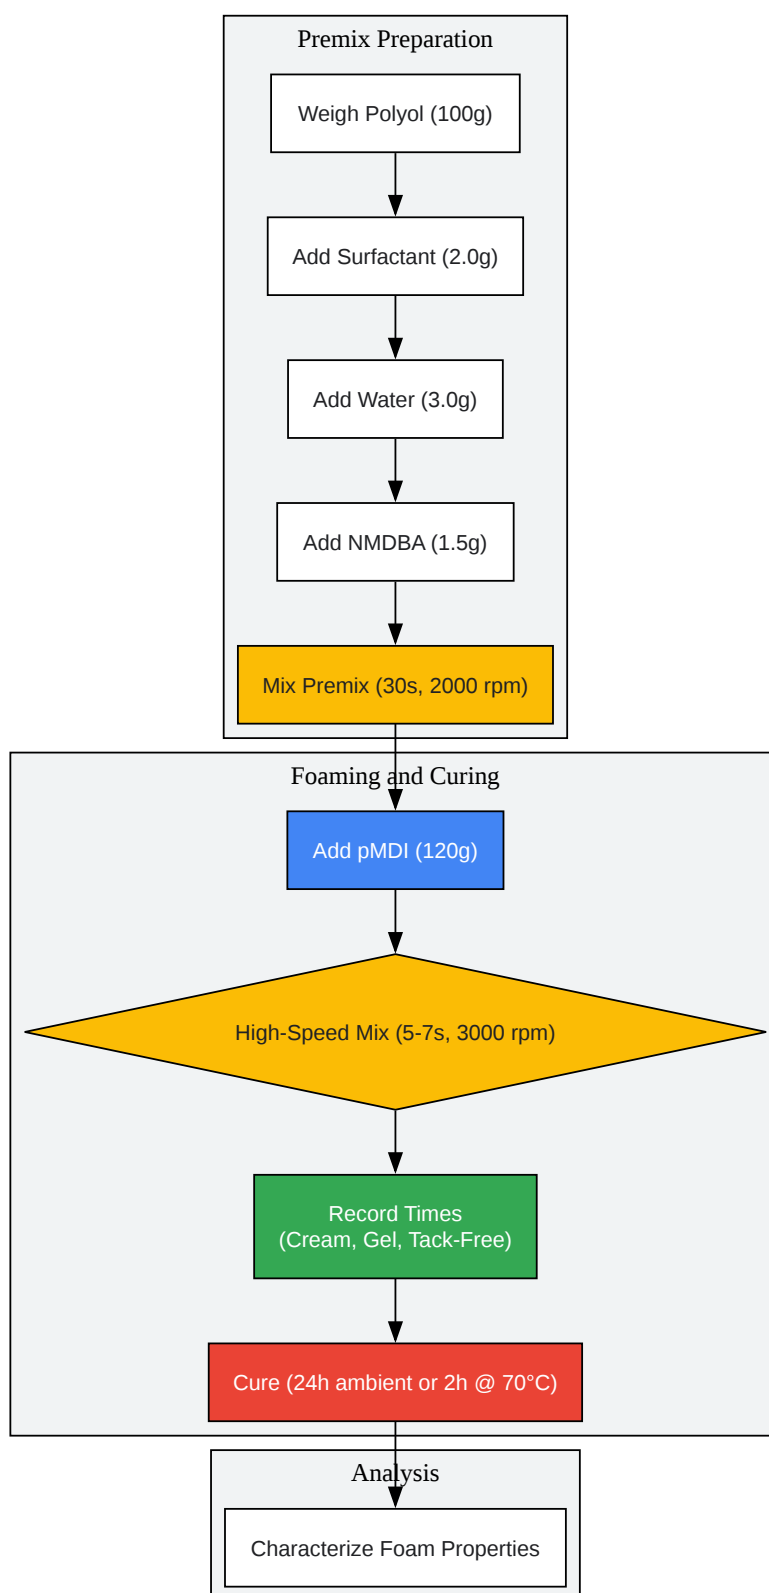 Premix Preparation
Weigh Polyol (100g)
Add Surfactant (2.0g)
Add Water (3.0g)
Add NMDBA (1.5g)
Mix Premix (30s, 2000 rpm)
Foaming and Curing
Add pMDI (120g)
High-Speed Mix (5-7s, 3000 rpm)
Record Times
(Cream, Gel, Tack-Free)
Cure (24h ambient or 2h @ 70°C)
Analysis
Characterize Foam Properties